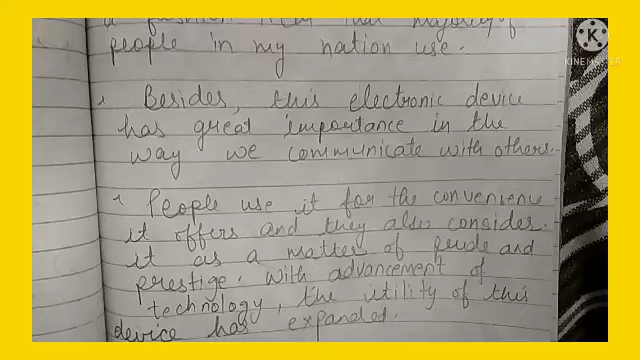 people in my nation use.
Besides, this electronic device
has great importance in the
way we communicate with others.
People use it for the convenience
it offers and they also consider
it as a matter of pride and
prestige. With advancement of
technology, the utility of this
device has expanded.
K
KINEMASTER